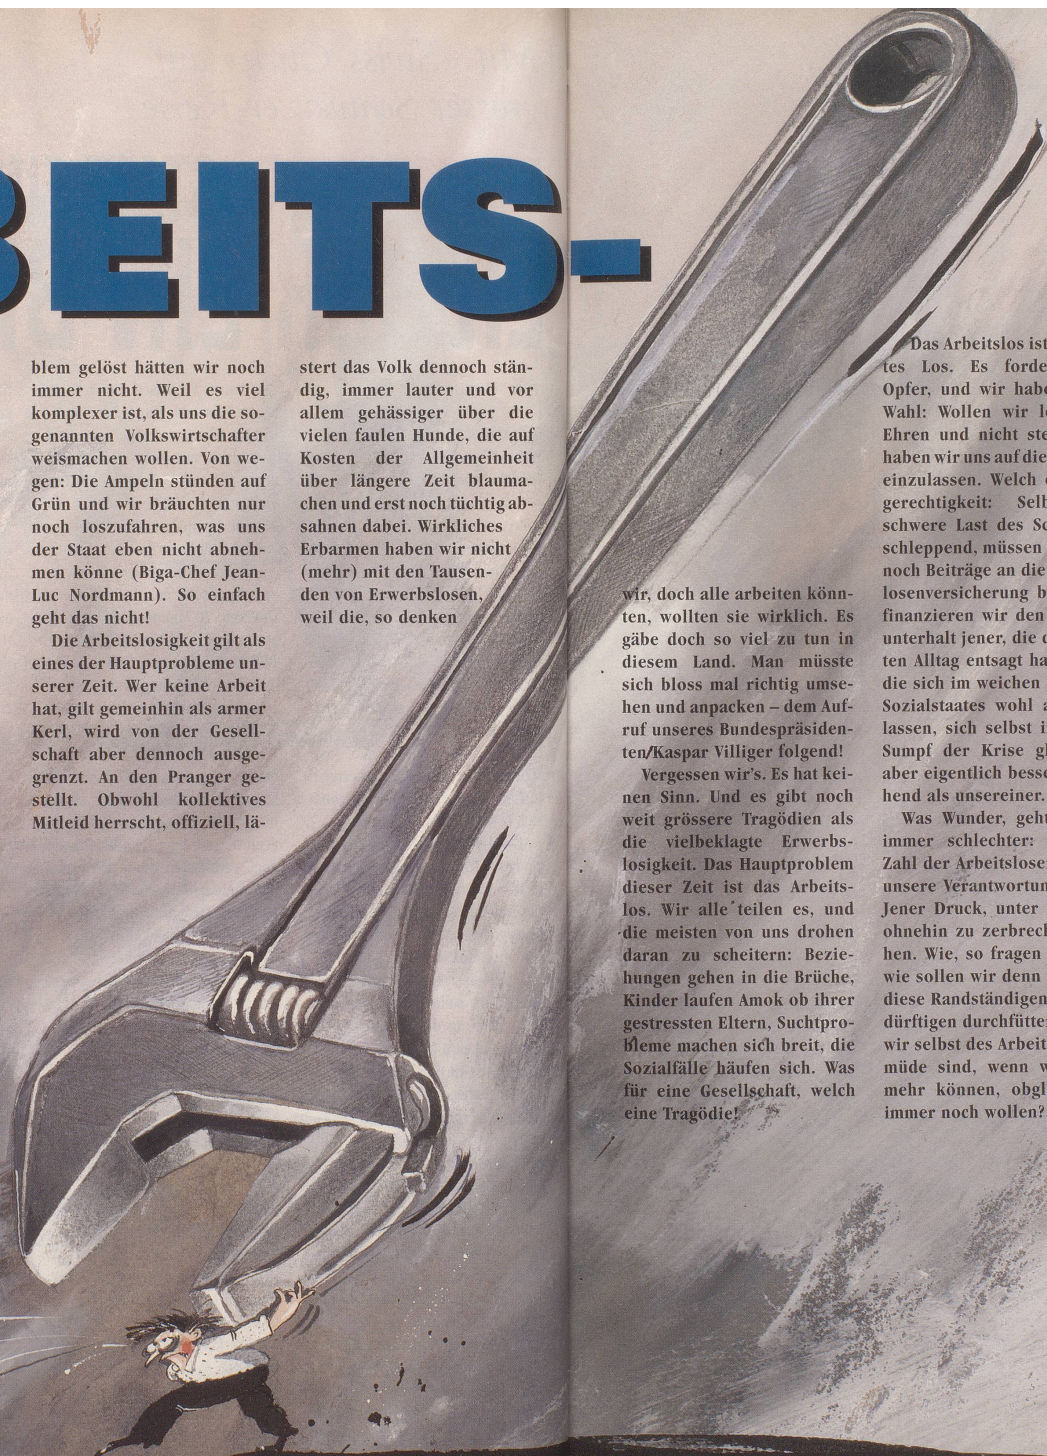 BEITS-
blem gelöst hätten wir noch
immer nicht. Weil es viel
komplexer ist, als uns die so-
genannten Volkswirtschafter
weismachen wollen. Von we-
gen: Die Ampeln stünden auf
Grün und wir bräuchten nur
noch loszufahren, was uns
der Staat eben nicht abneh-
men könne (Biga-Chef Jean-
Luc Nordmann). So einfach
geht das nicht!
Die Arbeitslosigkeit gilt als
eines der Hauptprobleme un-
serer Zeit. Wer keine Arbeit
hat, gilt gemeinhin als armer
Kerl, wird von der Gesell-
schaft aber dennoch ausge-
grenzt. An den Pranger ge-
stellt. Obwohl kollektives
Mitleid herrscht, offiziell, lä-
stert das Volk dennoch stän-
dig, immer lauter und vor
allem gehässiger über die
vielen faulen Hunde, die auf
Kosten der Allgemeinheit
über längere Zeit blauma-
chen und erst noch tüchtig ab-
sahnen dabei. Wirkliches
Erbarmen haben wir nicht
(mehr) mit den Tausen-
den von Erwerbslosen,
weil die, so denken
wir, doch alle arbeiten könn-
ten, wollten sie wirklich. Es
gäbe doch so viel zu tun in
diesem Land. Man müsste
sich bloss mal richtig umse-
hen und anpacken – dem Auf-
ruf unseres Bundespräsiden-
ten/Kaspar Villiger folgend!
Vergessen wir's. Es hat kei-
nen Sinn. Und es gibt noch
weit grössere Tragödien als
die vielbeklagte Erwerbs-
losigkeit. Das Hauptproblem
dieser Zeit ist das Arbeits-
los. Wir alle teilen es, und
die meisten von uns drohen
daran zu scheitern: Bezie-
hungen gehen in die Brüche,
Kinder laufen Amok ob ihrer
gestressten Eltern, Suchtpro-
bleme machen sich breit, die
Sozialfälle häufen sich. Was
für eine Gesellschaft, welch
eine Tragödie!
Das Arbeitslos ist
tes Los. Es forde
Opfer, und wir habe
Wahl: Wollen wir
Ehren und nicht ste
haben wir uns auf die
einzulassen. Welch
gerechtigkeit: Selb
schwere Last des
schleppend, müssen
noch Beiträge an die
losenversicherung b
finanzieren wir den
unterhalt jener, die
ten Alltag entsagt ha
die sich im weichen
Sozialstaates wohl
lassen, sich selbst i
Sumpf der Krise gl
aber eigentlich besse
hend als unsereiner.
Was Wunder, geht
immer schlechter:
Zahl der Arbeitslose
unsere Verantwortun
Jener Druck, unter
ohnehin zu zerbrech
hen. Wie, so fragen
wie sollen wir denn
diese Randständigen
dürftigen durchfütte
wir selbst des Arbeit
müde sind, wenn w
mehr können, obgl
immer noch wollen?